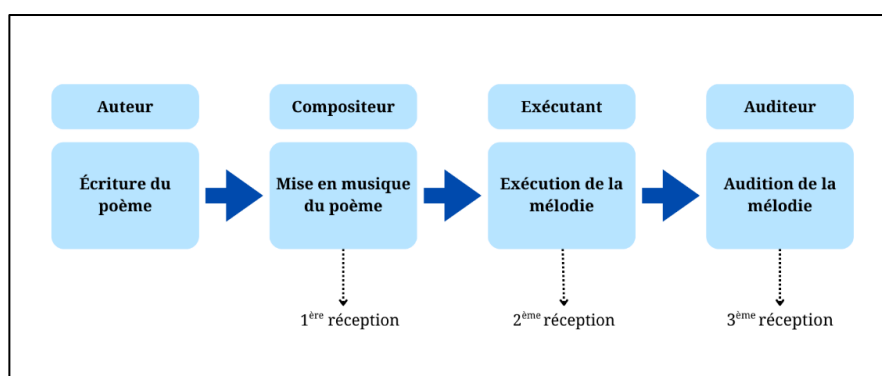 Auteur
Compositeur
Exécutant
Auditeur
Écriture du
poème
Mise en musique
du poème
Exécution de la
mélodie
Audition de la
mélodie
1ère réception
2ème réception
3ème réception